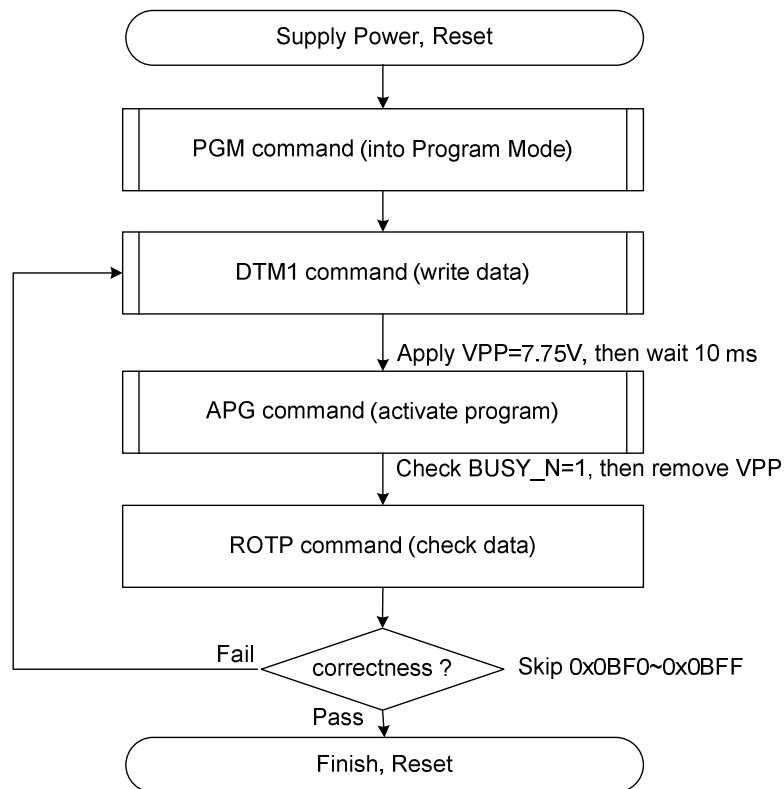 Supply Power, Reset
PGM command (into Program Mode)
DTM1 command (write data)
Apply VPP=7.75V, then wait 10 ms
APG command (activate program)
Check BUSY_N=1, then remove VPP
ROTP command (check data)
Fail
correctness ?
Skip 0x0BF0~0x0BFF
Pass
Finish, Reset